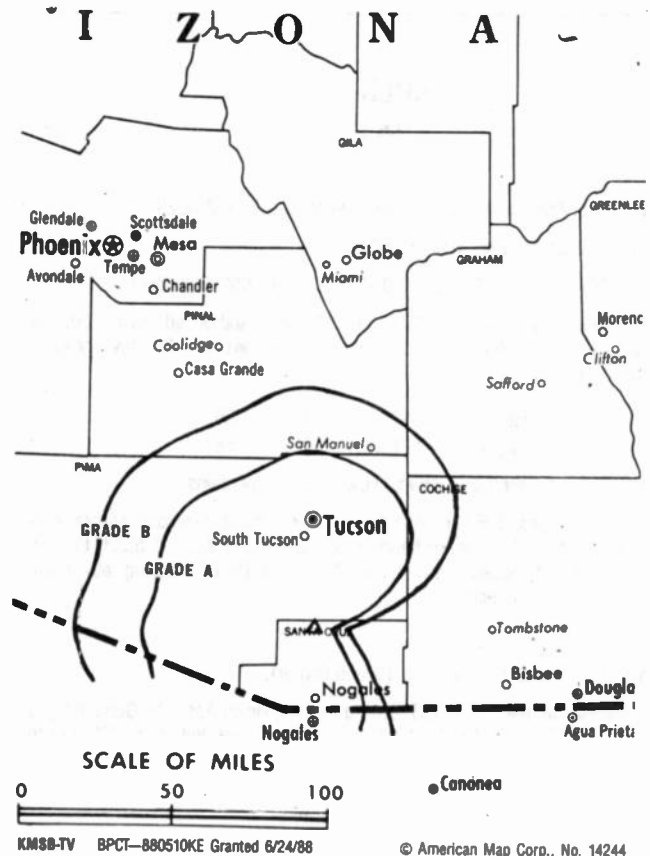 I Z O N A
GILA
GREENLEE
Glendale
Scottsdale
Phoenix
Mesa
Tempe
Avondale
Globe
Miami
GRAHAM
Chandler
PINAL
Morenc
Coolidge
Clifton
Casa Grande
Safford
San Manuel
PIMA
COCHISE
GRADE B
Tucson
South Tucson
GRADE A
Tombstone
Bisbee
Nogales
Dougla
Nogales
Agua Prieta
SCALE OF MILES
0 50 100
Cananea
KMSB-TV BPCT—880510KE Granted 6/24/88
© American Map Corp., No. 14244